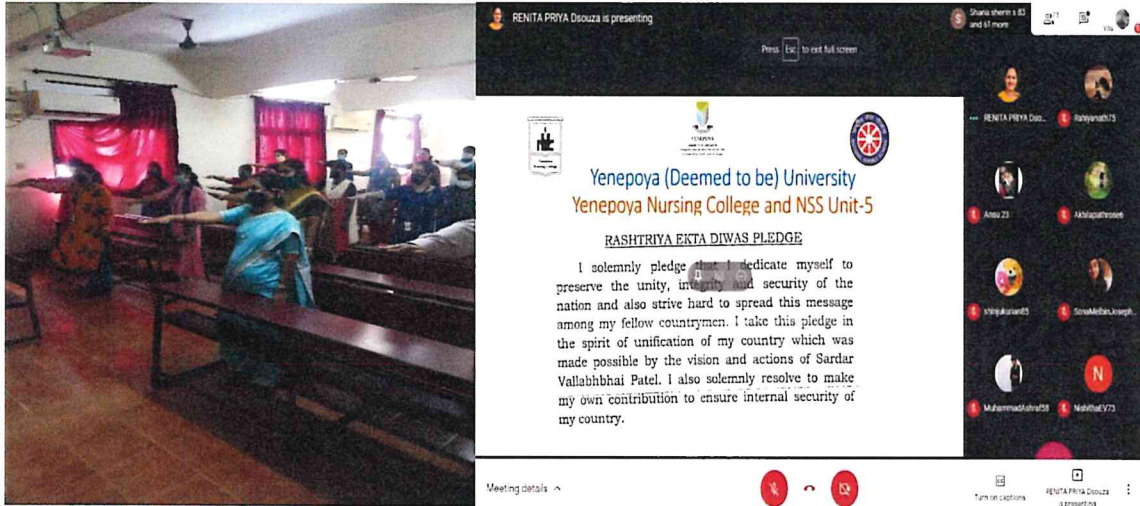 RENITA PRIYA Dsouza is presenting
Shana sherin s 83
and 61 more
You
Press Esc to exit full screen
YENEPOYA
Yenepoya (Deemed to be) University
Yenepoya Nursing College and NSS Unit-5
RASHTRIYA EKTA DIWAS PLEDGE
I solemnly pledge that I dedicate myself to
preserve the unity, integrity and security of the
nation and also strive hard to spread this message
among my fellow countrymen. I take this pledge in
the spirit of unification of my country which was
made possible by the vision and actions of Sardar
Vallabhbhai Patel. I also solemnly resolve to make
my own contribution to ensure internal security of
my country.
RENITA PRIYA Dsou...
Rahiyanath75
Ansu 23
Akhilapathrose6
shinjukurian85
SonaMelbinJoseph...
MuhammadAshraf58
N
NishithaEV73
Meeting details
Turn on captions
RENITA PRIYA Dsouza
is presenting